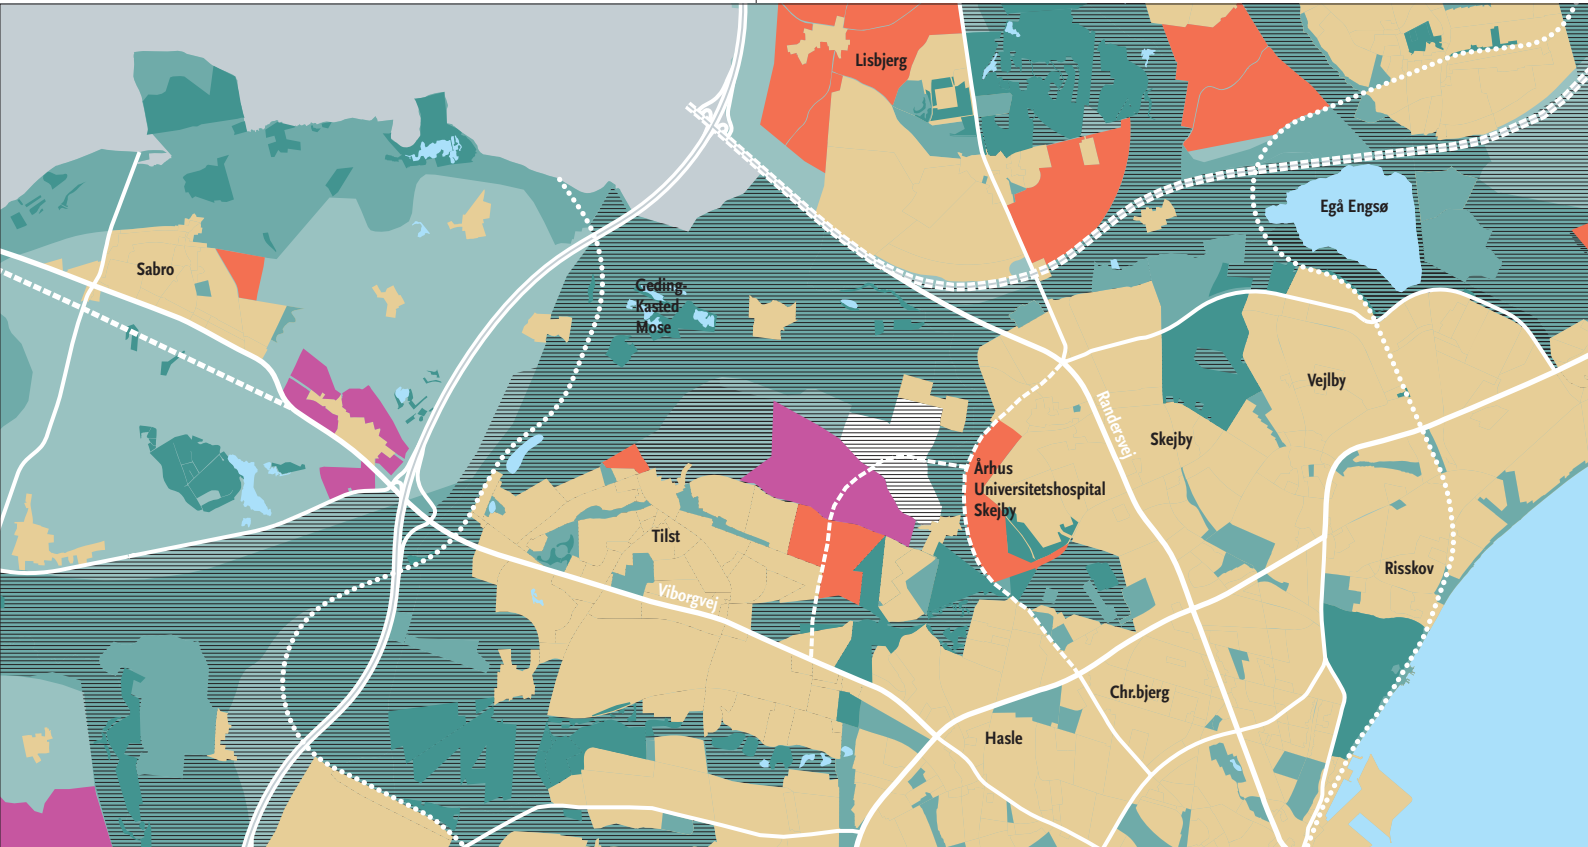 Lisbjerg
Egå Engsø
Sabro
Geding-
Kasted
Mose
Vejlby
Randersvej
Skejby
Århus
Universitetshospital
Skejby
Tilst
Risskov
Viborgvej
Chr.bjerg
Hasle